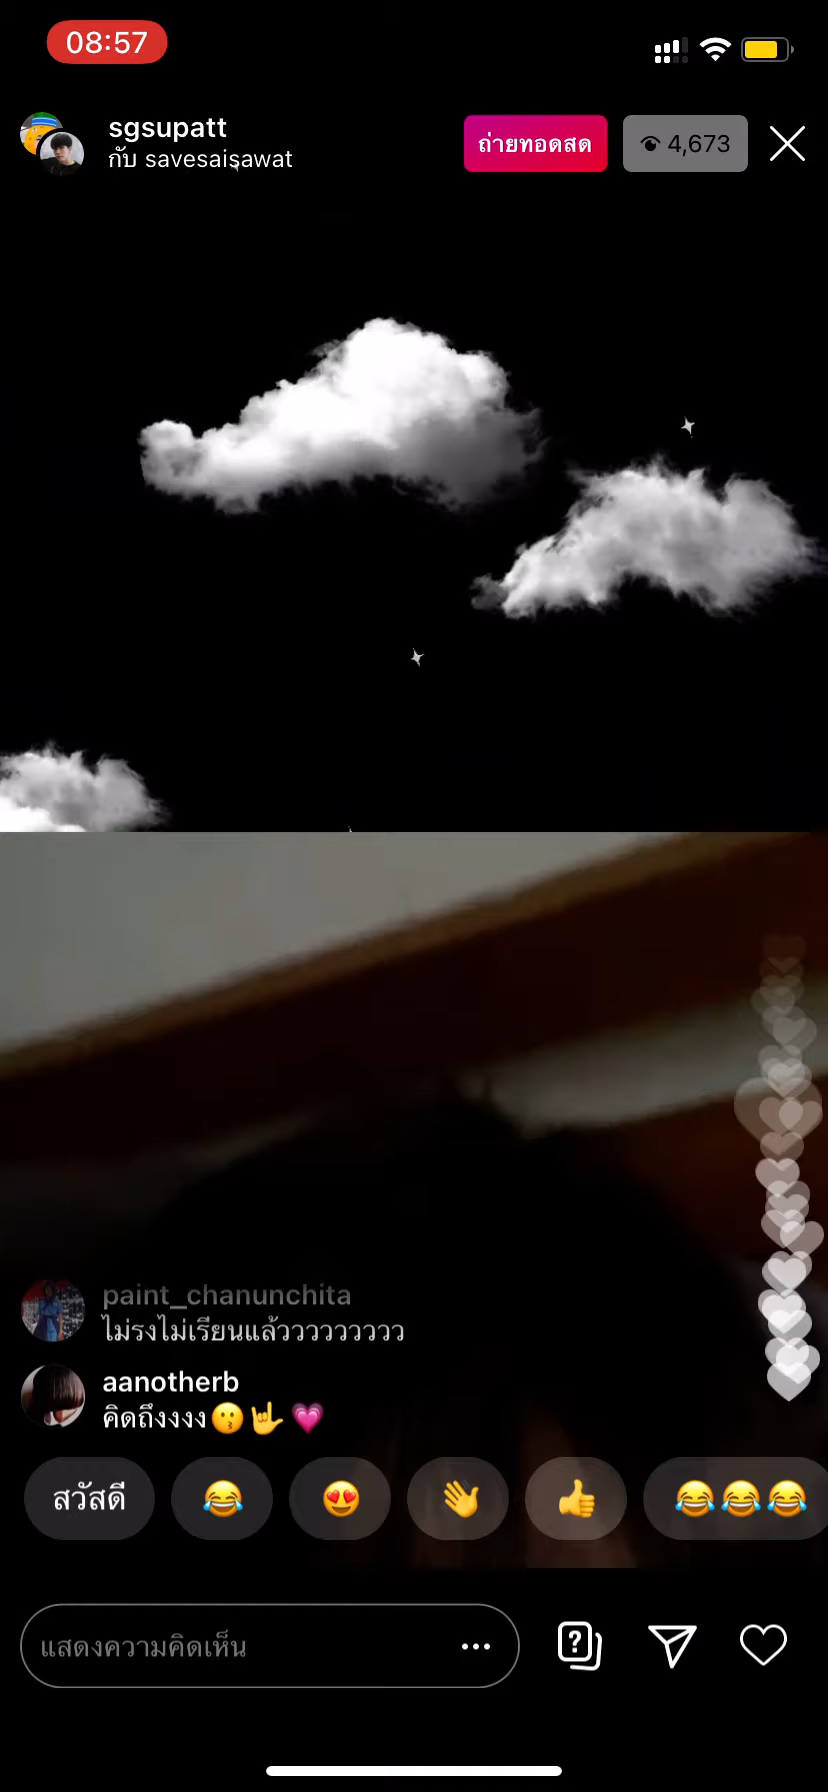 08:57
sgsupatt
กับ savesaisawat
ถ่ายทอดสด
4,673
paint_chanunchita
ไม่รงไม่เรียนแล้วววววววววว
aanotherb
คิดถึงงงง😗🤟💗
สวัสดี
😂
😍
👋
👍
😂😂😂
แสดงความคิดเห็น